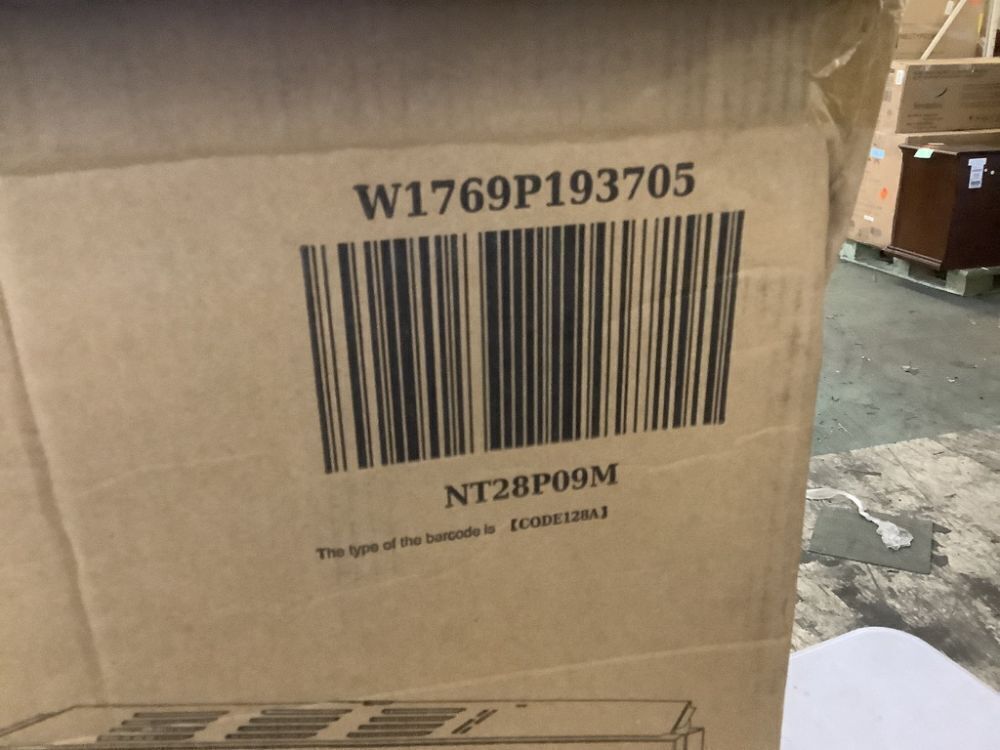 W1769P193705
NT28P09M
The type of the barcode is 【CODE128A】